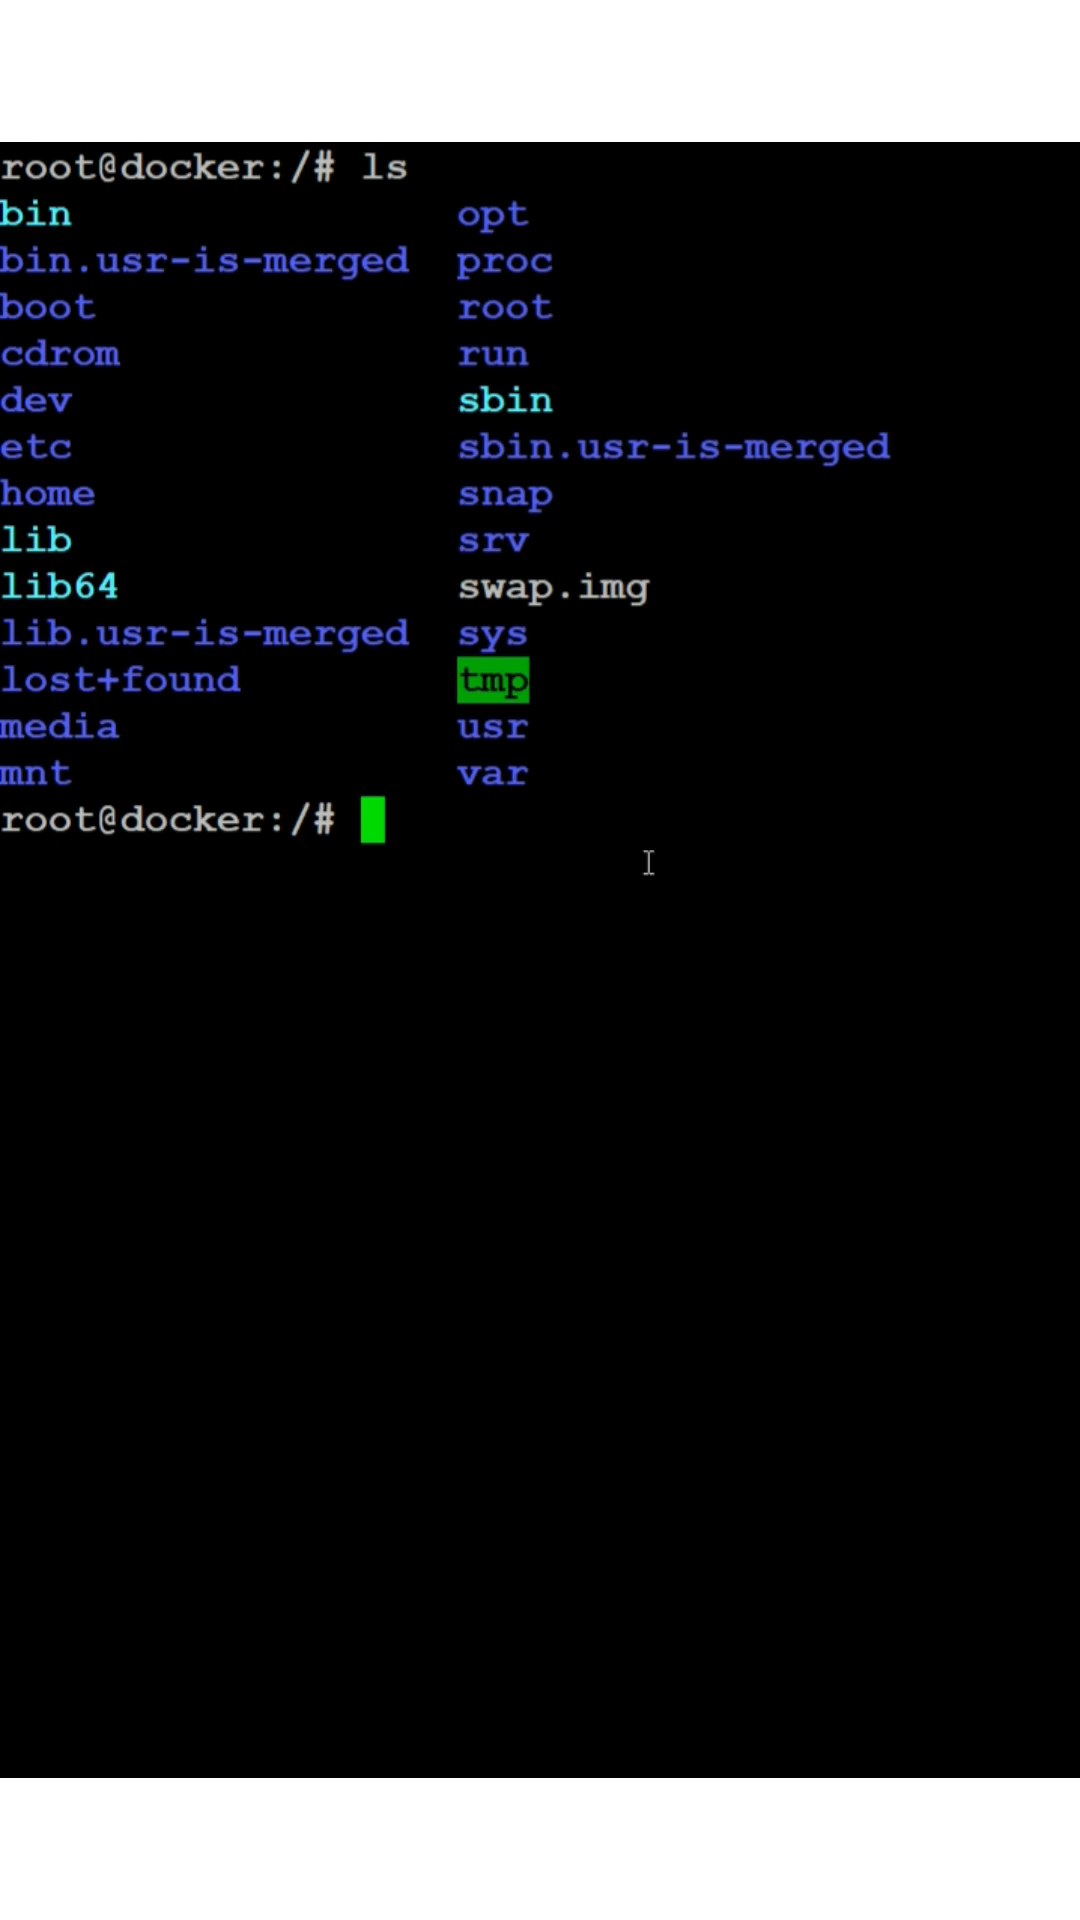 root@docker:/# ls
bin opt
bin.usr-is-merged proc
boot root
cdrom run
dev sbin
etc sbin.usr-is-merged
home snap
lib srv
lib64 swap.img
lib.usr-is-merged sys
lost+found tmp
media usr
mnt var
root@docker:/#